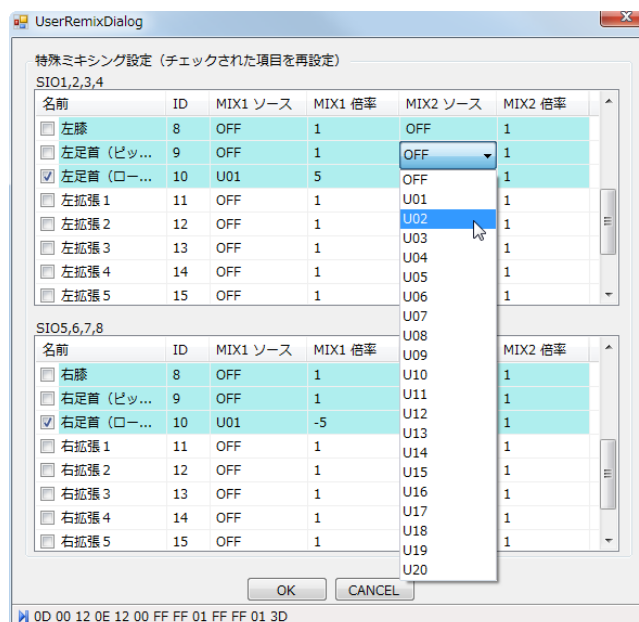 UserRemixDialog
特殊ミキシング設定（チェックされた項目を再設定）
SIO1,2,3,4
名前 ID MIX1 ソース MIX1 倍率 MIX2 ソース MIX2 倍率
左膝 8 OFF 1 OFF 1
左足首（ピッ... 9 OFF 1 OFF 1
左足首（ロー... 10 U01 5 1
左拡張1 11 OFF 1 1
左拡張2 12 OFF 1 1
左拡張3 13 OFF 1 1
左拡張4 14 OFF 1 1
左拡張5 15 OFF 1 1
OFF
U01
U02
U03
U04
U05
U06
U07
U08
U09
U10
U11
U12
U13
U14
U15
U16
U17
U18
U19
U20
SIO5,6,7,8
名前 ID MIX1 ソース MIX1 倍率 MIX2 倍率
右膝 8 OFF 1 1
右足首（ピッ... 9 OFF 1 1
右足首（ロー... 10 U01 -5 1
右拡張1 11 OFF 1 1
右拡張2 12 OFF 1 1
右拡張3 13 OFF 1 1
右拡張4 14 OFF 1 1
右拡張5 15 OFF 1 1
OK CANCEL
0D 00 12 0E 12 00 FF FF 01 FF FF 01 3D